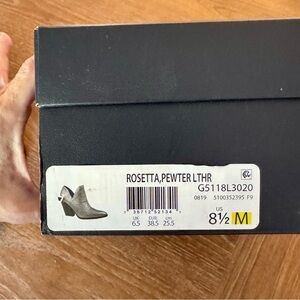 ROSETTA,PEWTER LTHR
G5118L3020
0819 5100352395 F9
UK EUR cm
6.5 38.5 25.5
US
8½ M